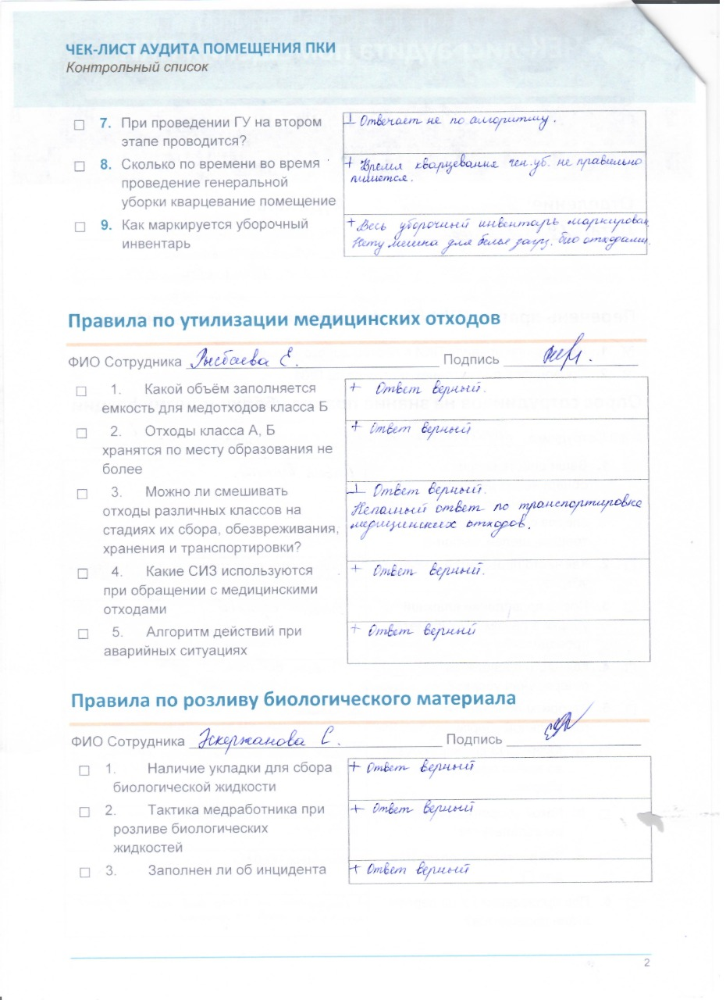 ЧЕК-ЛИСТ АУДИТА ПОМЕЩЕНИЯ ПКИ
Контрольный список
☐ 7. При проведении ГУ на втором
этапе проводится?
⊥ Отвечает не по алгоритму.
☐ 8. Сколько по времени во время
проведение генеральной
уборки кварцевание помещение
+ Время кварцевания ген.уб. не правильно
пишется.
☐ 9. Как маркируется уборочный
инвентарь
+ Весь уборочный инвентарь маркирован
Нету мешка для белья загр. био отходами.
Правила по утилизации медицинских отходов
ФИО Сотрудника Рысбаева Е. Подпись
☐ 1. Какой объём заполняется
емкость для медотходов класса Б
+ Ответ верный.
☐ 2. Отходы класса А, Б
хранятся по месту образования не
более
+ Ответ верный
☐ 3. Можно ли смешивать
отходы различных классов на
стадиях их сбора, обезвреживания,
хранения и транспортировки?
⊥ Ответ верный.
Неполный ответ по транспортировке
медицинских отходов.
☐ 4. Какие СИЗ используются
при обращении с медицинскими
отходами
+ Ответ верный.
☐ 5. Алгоритм действий при
аварийных ситуациях
+ Ответ верный
Правила по розливу биологического материала
ФИО Сотрудника Эскержанова С. Подпись
☐ 1. Наличие укладки для сбора
биологической жидкости
+ Ответ верный
☐ 2. Тактика медработника при
розливе биологических
жидкостей
+ Ответ верный
☐ 3. Заполнен ли об инцидента
+ Ответ верный
2